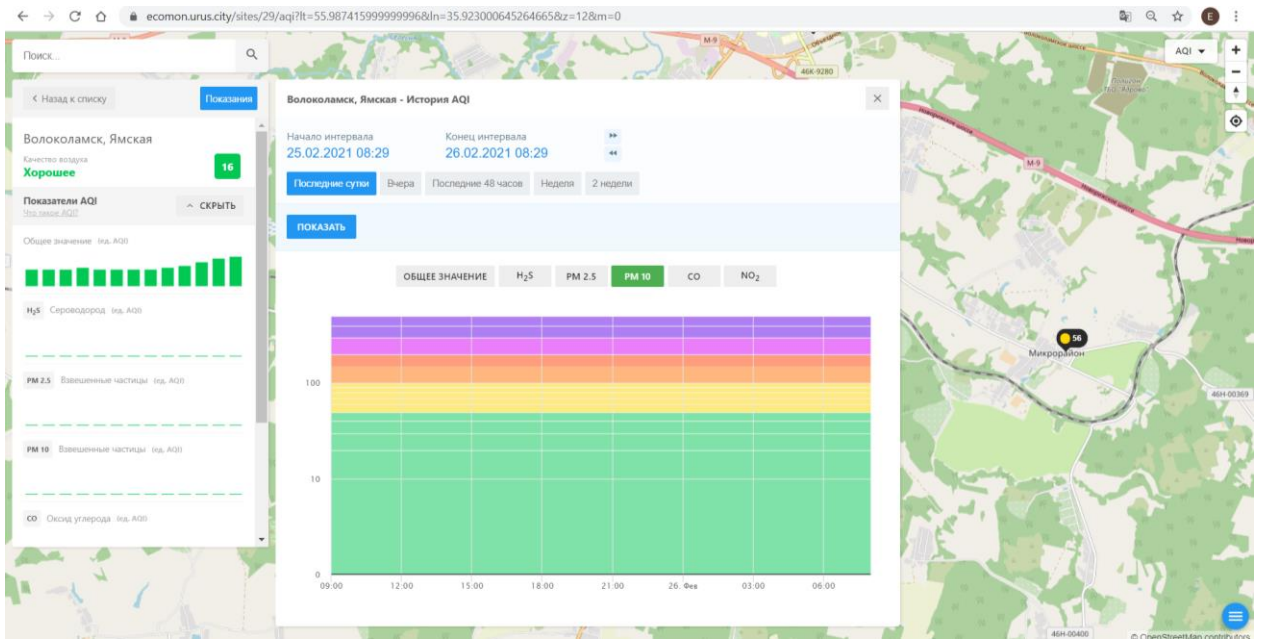 ecomon.urus.city/sites/29/aqi?lt=55.987415999999996&ln=35.923000645264665&z=12&m=0
E
Поиск...
М-9
46К-9280
AQI
Назад к списку
Показания
Волоколамск, Ямская - История AQI
Волоколамск, Ямская
Качество воздуха
Хорошее
16
Начало интервала
Конец интервала
25.02.2021 08:29
26.02.2021 08:29
Последние сутки
Вчера
Последние 48 часов
Неделя
2 недели
Показатели AQI
Что такое AQI?
СКРЫТЬ
ПОКАЗАТЬ
Общее значение (ед. AQI)
ОБЩЕЕ ЗНАЧЕНИЕ
H2S
PM 2.5
PM 10
CO
NO2
H2S Сероводород (ед. AQI)
PM 2.5 Взвешенные частицы (ед. AQI)
PM 10 Взвешенные частицы (ед. AQI)
CO Оксид углерода (ед. AQI)
100
10
0
09:00
12:00
15:00
18:00
21:00
26. Фев
03:00
06:00
М-9
Новорижское шоссе
56
Микрорайон
46Н-00369
46Н-00400
© OpenStreetMap contributors